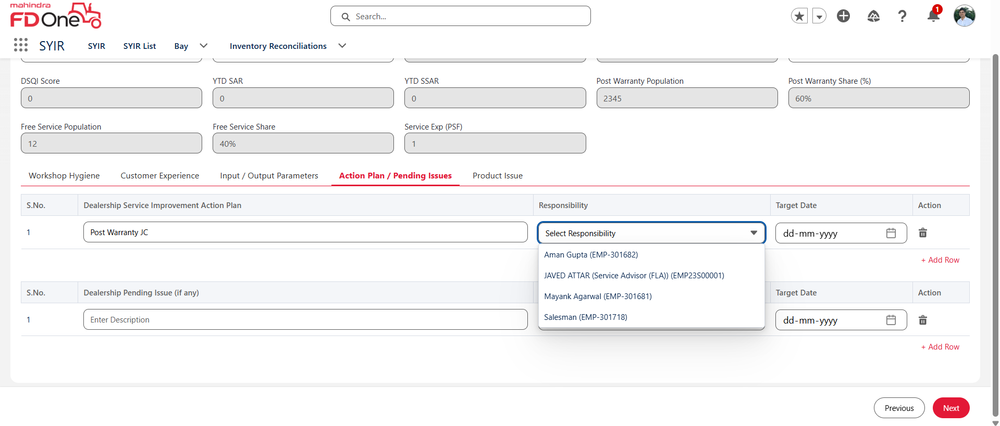 mahindra
FD One
Search...
1
SYIR
SYIR
SYIR List
Bay
Inventory Reconciliations
DSQI Score
YTD SAR
YTD SSAR
Post Warranty Population
Post Warranty Share (%)
0
0
0
2345
60%
Free Service Population
Free Service Share
Service Exp (PSF)
12
40%
1
Workshop Hygiene
Customer Experience
Input / Output Parameters
Action Plan / Pending Issues
Product Issue
S.No.
Dealership Service Improvement Action Plan
Responsibility
Target Date
Action
1
Post Warranty JC
Select Responsibility
dd-mm-yyyy
Aman Gupta (EMP-301682)
JAVED ATTAR (Service Advisor (FLA)) (EMP23S00001)
Mayank Agarwal (EMP-301681)
Salesman (EMP-301718)
+ Add Row
S.No.
Dealership Pending Issue (if any)
Target Date
Action
1
Enter Description
dd-mm-yyyy
+ Add Row
Previous
Next